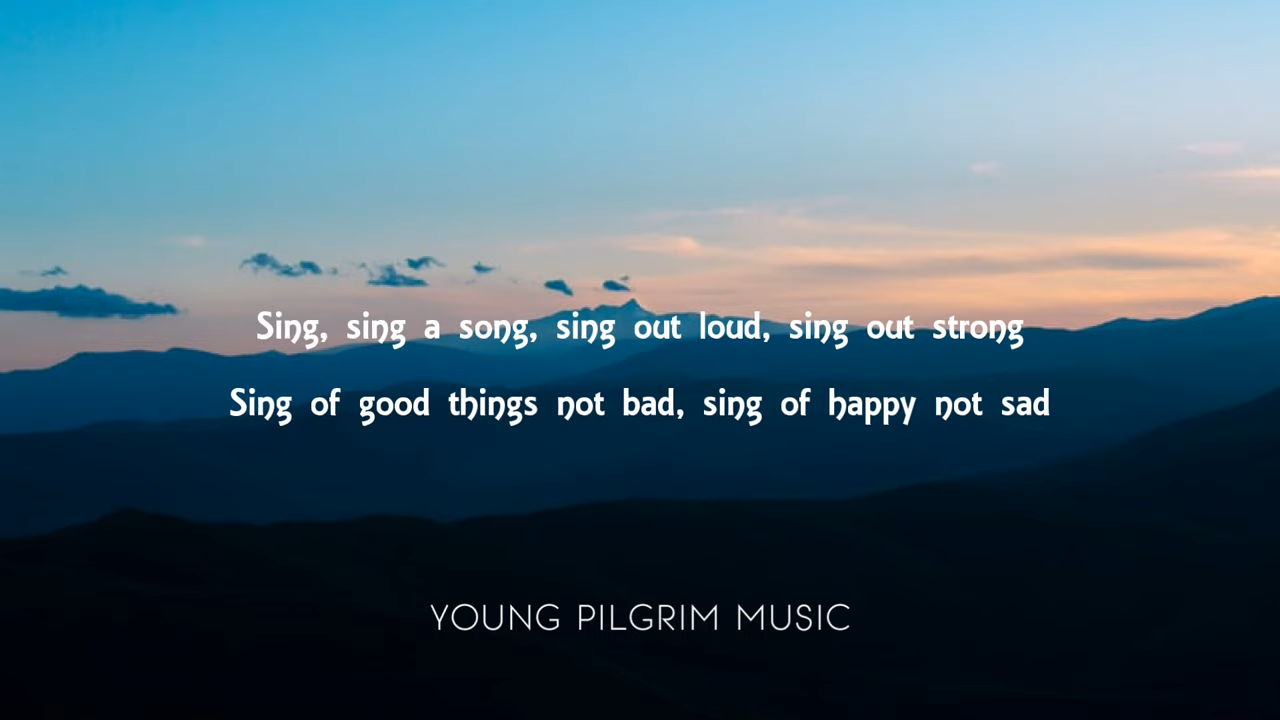 Sing, sing a song, sing out loud, sing out strong
Sing of good things not bad, sing of happy not sad
YOUNG PILGRIM MUSIC